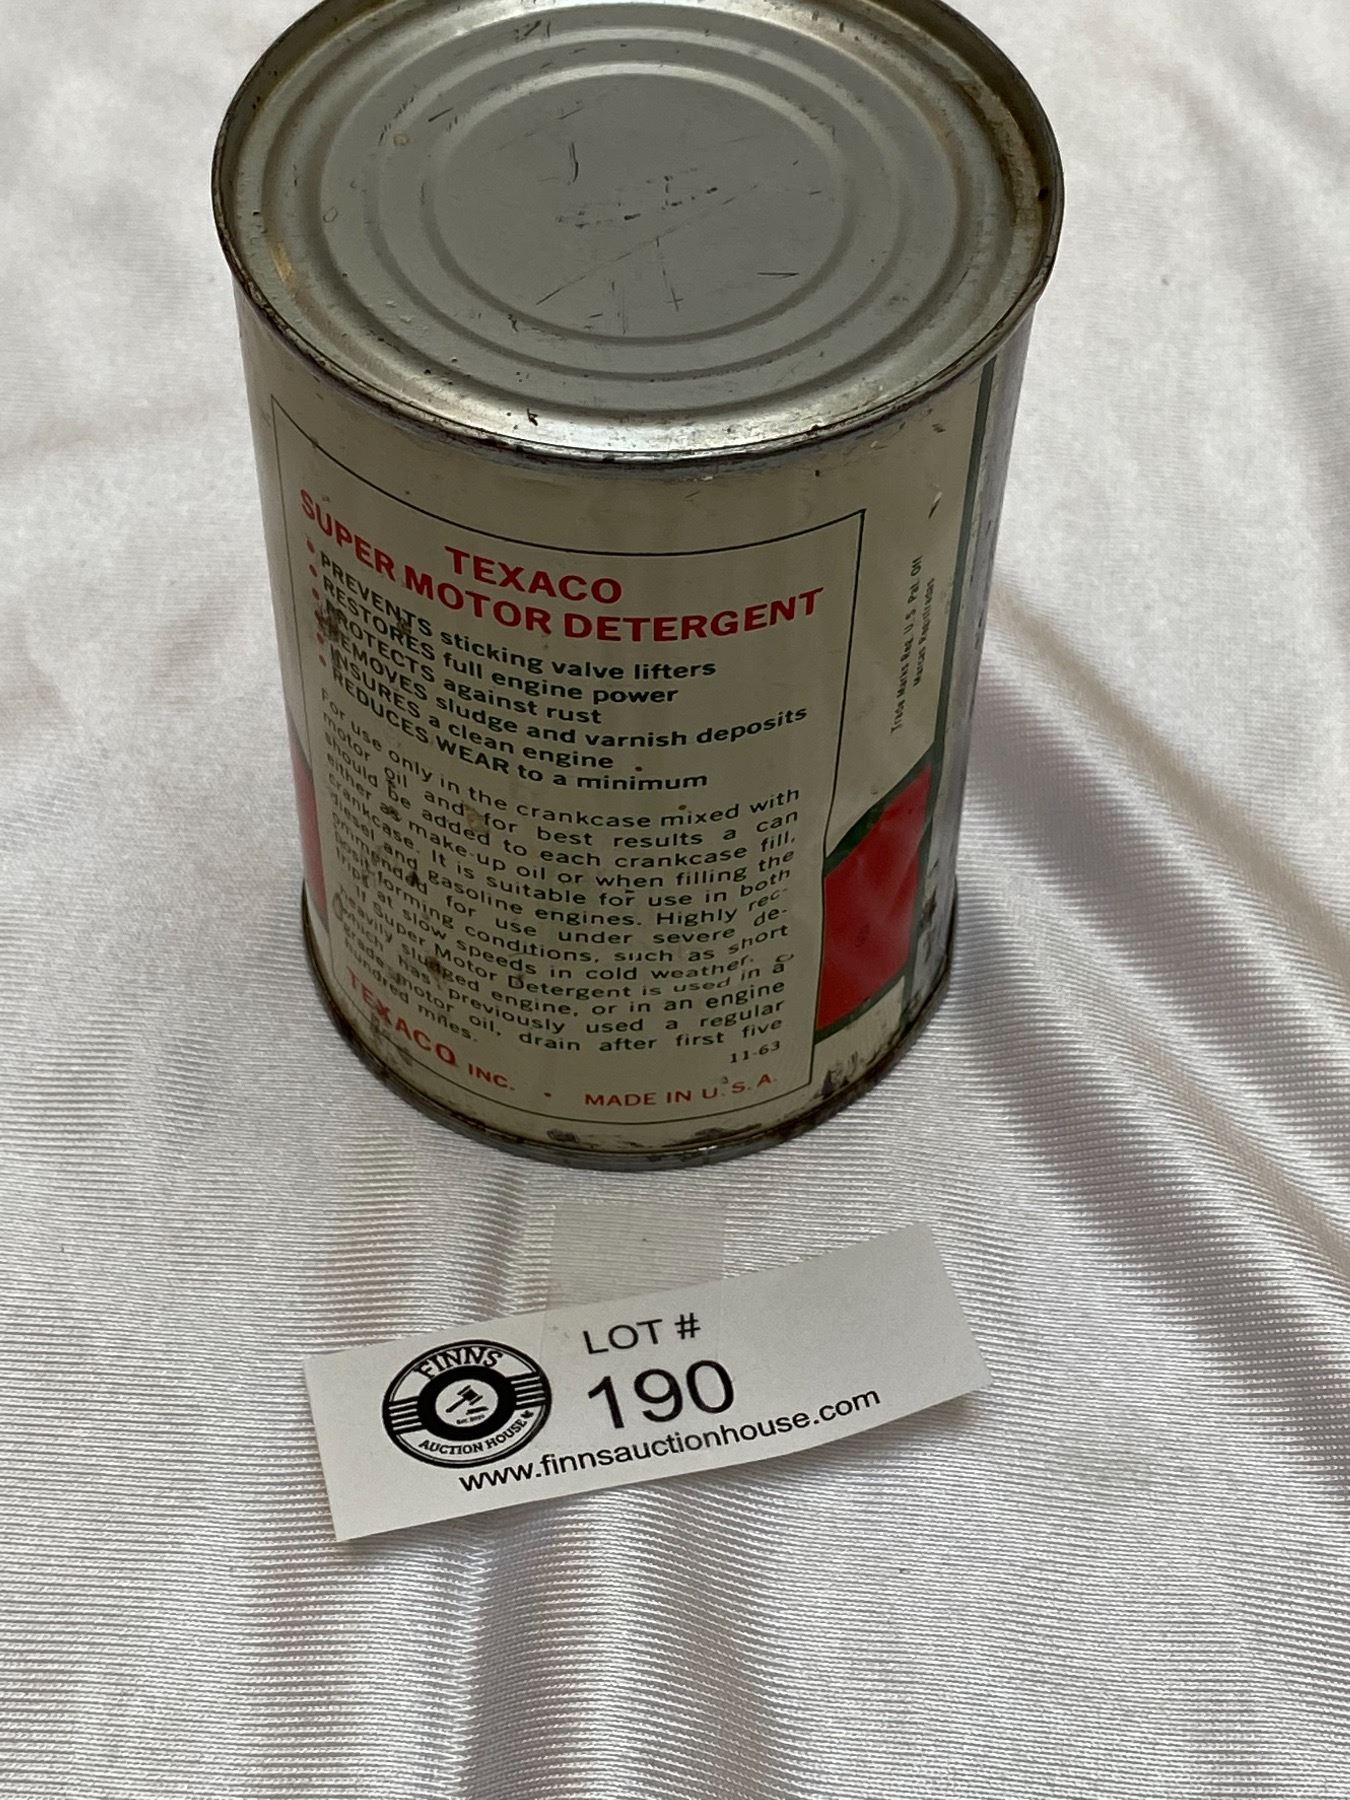 TEXACO
SUPER MOTOR DETERGENT
• PREVENTS sticking valve lifters
• RESTORES full engine power
• PROTECTS against rust
• REMOVES sludge and varnish deposits
• INSURES a clean engine
REDUCES WEAR to a minimum
For use only in the crankcase mixed with
motor oil and for best results a can
should be added to each crankcase fill,
either as make-up oil or when filling the
crankcase. It is suitable for use in both
diesel and gasoline engines. Highly rec-
ommended for use under severe de-
posit-forming conditions, such as short
trips at slow speeds in cold weather.
If Super Motor Detergent is used in a
heavily sludged engine, or in an engine
which has previously used a regular
grade motor oil, drain after first five
hundred miles.
11-63
TEXACO INC. • MADE IN U.S.A.
Trade Marks Reg. U.S. Pat. Off.
Marcas Registradas
LOT #
190
FINNS
AUCTION HOUSE
www.finnsauctionhouse.com